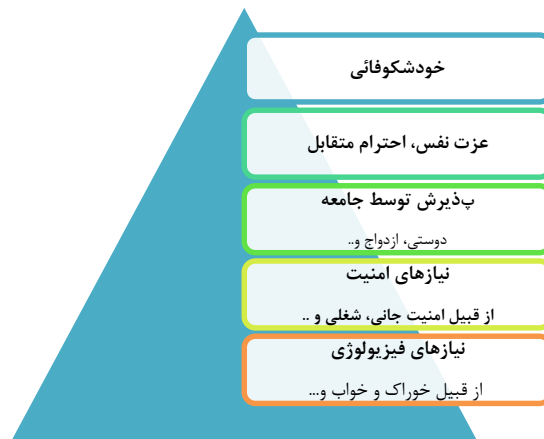 خودشکوفائی
عزت نفس، احترام متقابل
پذیرش توسط جامعه
دوستی، ازدواج و..
نیازهای امنیت
از قبیل امنیت جانی، شغلی و ..
نیازهای فیزیولوژی
از قبیل خوراک و خواب و...